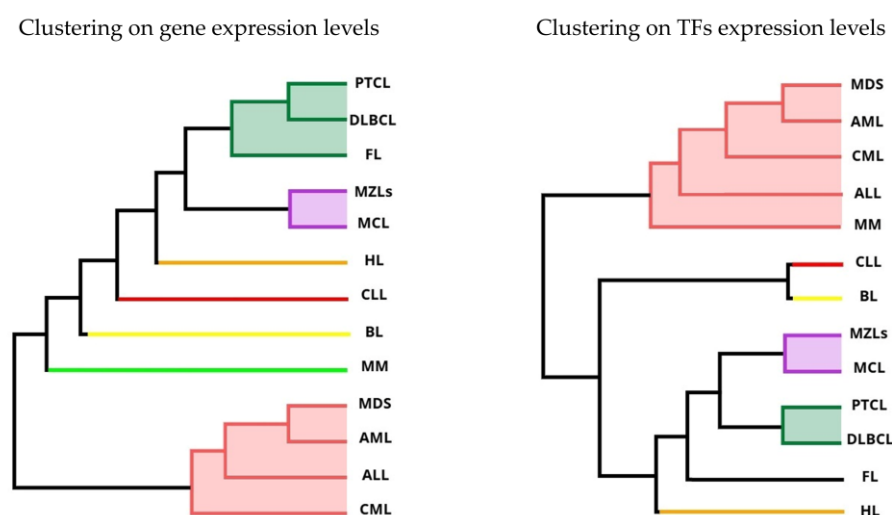 Clustering on gene expression levels
PTCL
DLBCL
FL
MZLs
MCL
HL
CLL
BL
MM
MDS
AML
ALL
CML
Clustering on TFs expression levels
MDS
AML
CML
ALL
MM
CLL
BL
MZLs
MCL
PTCL
DLBCL
FL
HL